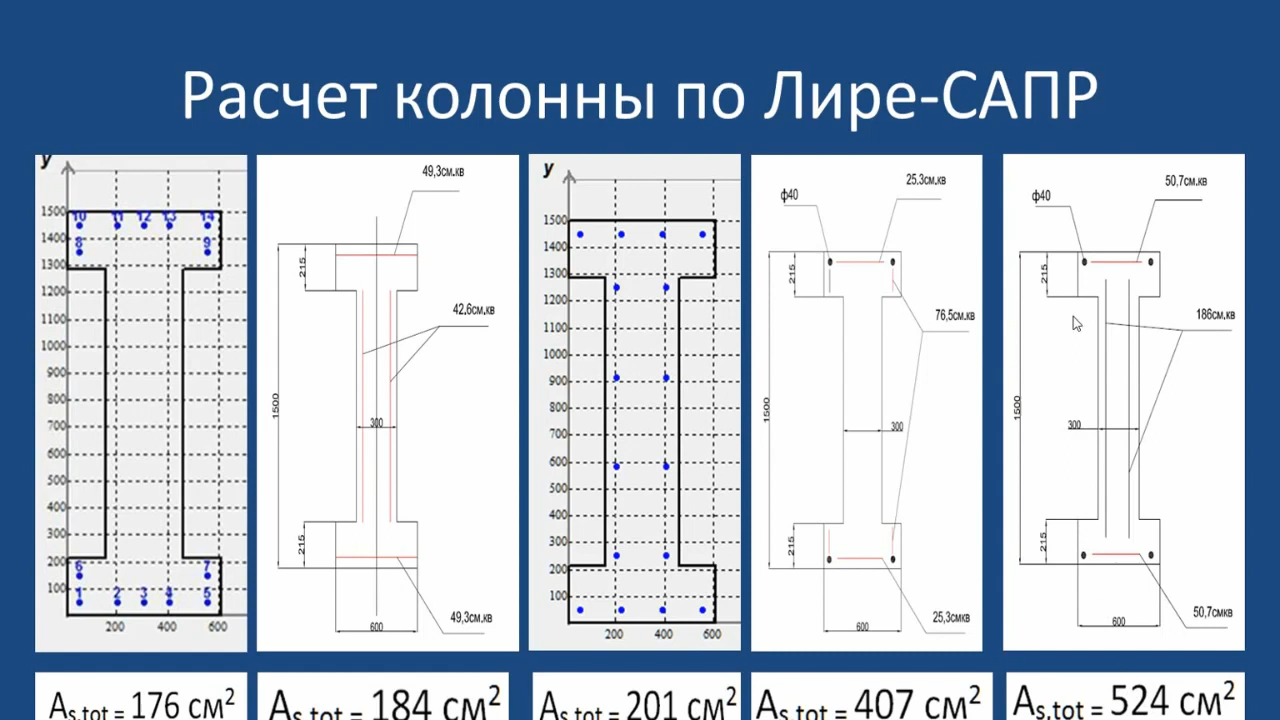 Расчет колонны по Лире-САПР
y
1500
1400
1300
1200
1100
1000
900
800
700
600
500
400
300
200
100
200 400 600
10 11 12 13 14
8 9
6 7
1 2 3 4 5
49,3см.кв
215
42,6см.кв
1500
300
215
49,3см.кв
600
y
1500
1400
1300
1200
1100
1000
900
800
700
600
500
400
300
200
100
200 400 600
ф40
25.3см.кв
215
76,5см.кв
1500
300
215
25,3смкв
600
ф40
50,7см.кв
215
186см,кв
1500
300
215
50,7смкв
600
As,tot = 176 см²
As,tot = 184 см²
As,tot = 201 см²
As,tot = 407 см²
As,tot = 524 см²